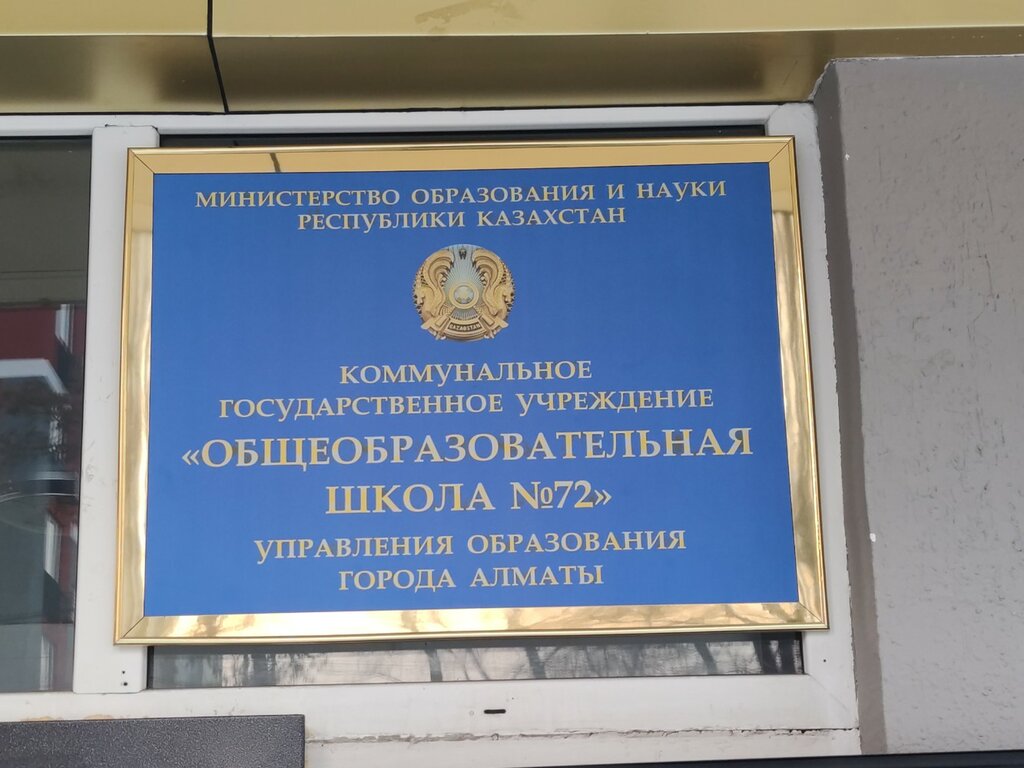 МИНИСТЕРСТВО ОБРАЗОВАНИЯ И НАУКИ
РЕСПУБЛИКИ КАЗАХСТАН
QAZAQSTAN
КОММУНАЛЬНОЕ
ГОСУДАРСТВЕННОЕ УЧРЕЖДЕНИЕ
«ОБЩЕОБРАЗОВАТЕЛЬНАЯ
ШКОЛА №72»
УПРАВЛЕНИЯ ОБРАЗОВАНИЯ
ГОРОДА АЛМАТЫ